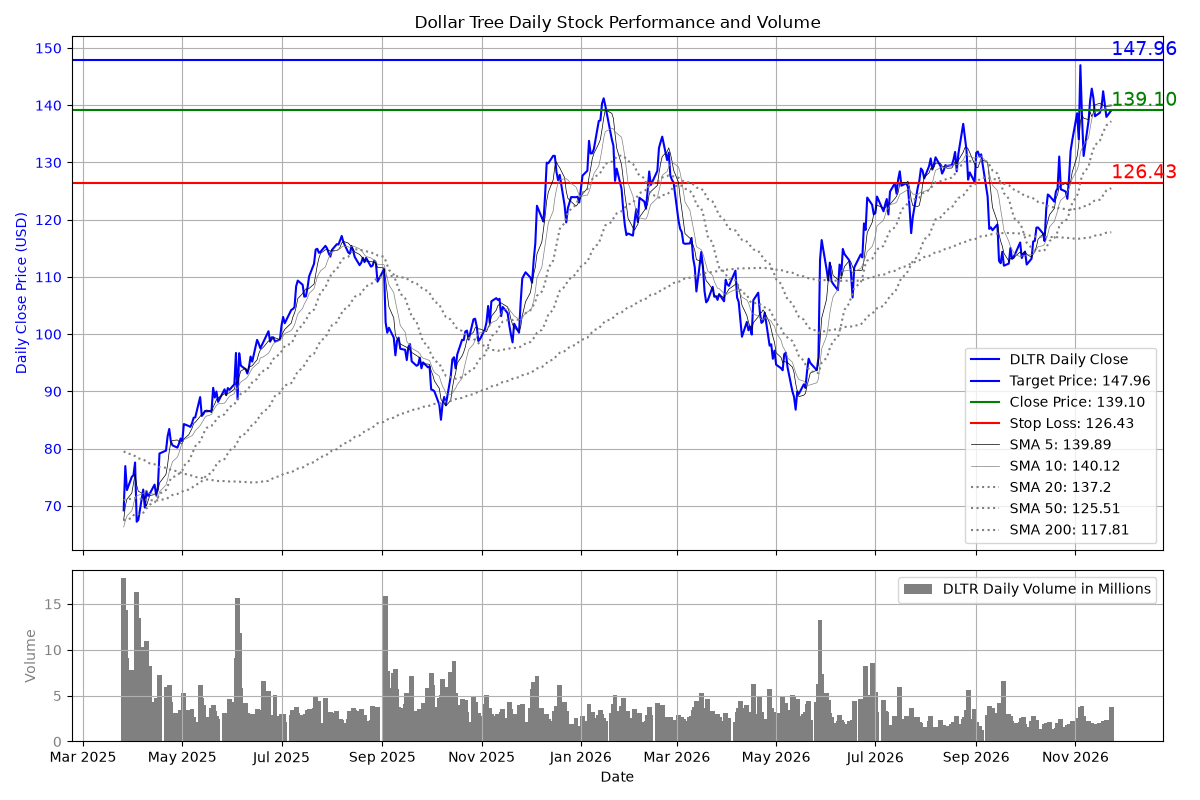 Dollar Tree Daily Stock Performance and Volume
Daily Close Price (USD)
150
140
130
120
110
100
90
80
70
147.96
139.10
126.43
DLTR Daily Close
Target Price: 147.96
Close Price: 139.10
Stop Loss: 126.43
SMA 5: 139.89
SMA 10: 140.12
SMA 20: 137.2
SMA 50: 125.51
SMA 200: 117.81
Volume
15
10
5
0
DLTR Daily Volume in Millions
Mar 2025 May 2025 Jul 2025 Sep 2025 Nov 2025 Jan 2026 Mar 2026 May 2026 Jul 2026 Sep 2026 Nov 2026
Date